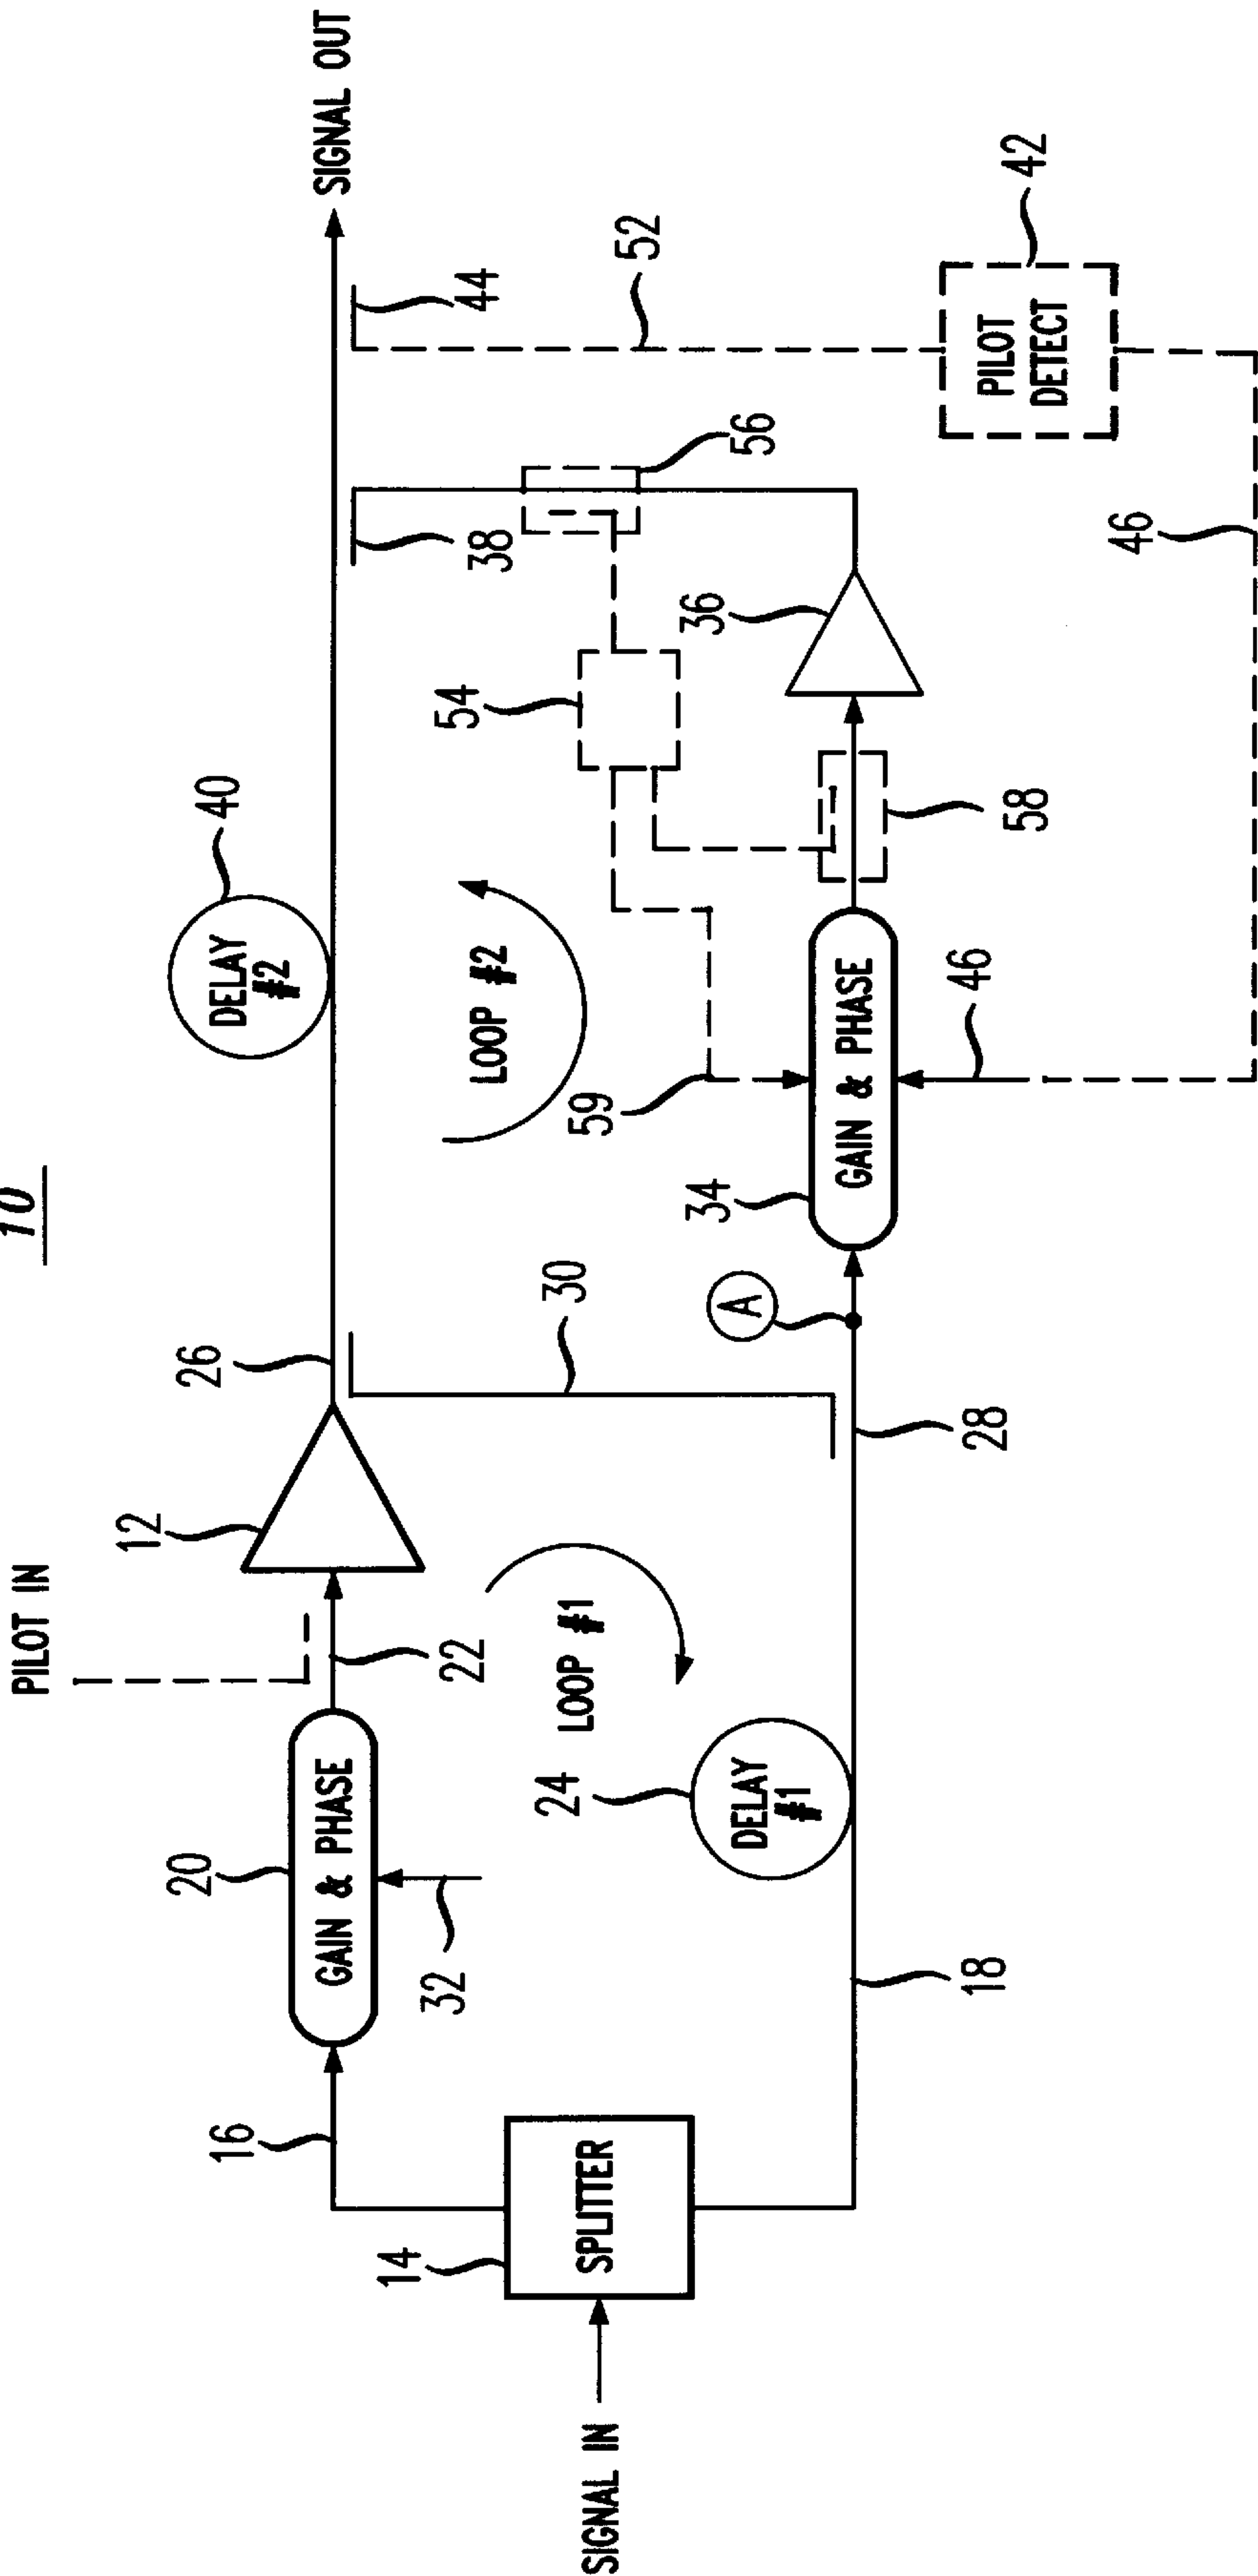 10
PILOT IN
SIGNAL IN
14
SPLITTER
16
18
20
GAIN & PHASE
32
22
12
LOOP #1
24
DELAY
#1
26
30
28
A
34
GAIN & PHASE
46
59
LOOP #2
40
DELAY
#2
58
54
36
38
56
44
SIGNAL OUT
52
PILOT
DETECT
42
46